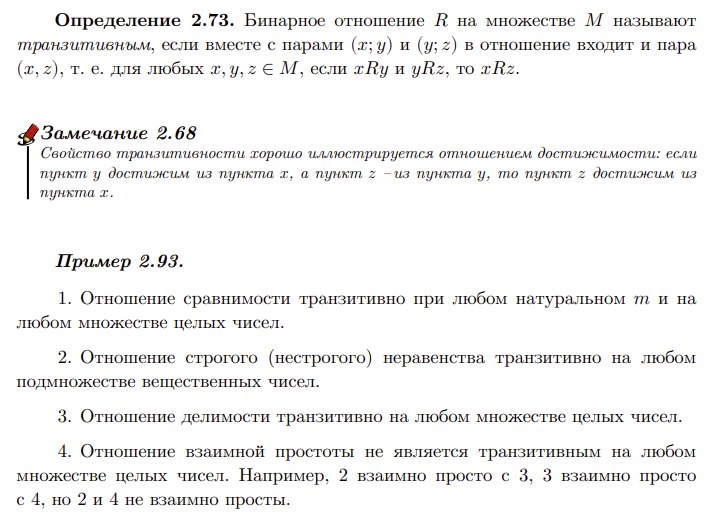 Определение 2.73. Бинарное отношение R на множестве M называют
транзитивным, если вместе с парами (x; y) и (y; z) в отношение входит и пара
(x, z), т. е. для любых x, y, z ∈ M, если xRy и yRz, то xRz.
Замечание 2.68
Свойство транзитивности хорошо иллюстрируется отношением достижимости: если
пункт y достижим из пункта x, а пункт z – из пункта y, то пункт z достижим из
пункта x.
Пример 2.93.
1. Отношение сравнимости транзитивно при любом натуральном m и на
любом множестве целых чисел.
2. Отношение строгого (нестрогого) неравенства транзитивно на любом
подмножестве вещественных чисел.
3. Отношение делимости транзитивно на любом множестве целых чисел.
4. Отношение взаимной простоты не является транзитивным на любом
множестве целых чисел. Например, 2 взаимно просто с 3, 3 взаимно просто
с 4, но 2 и 4 не взаимно просты.